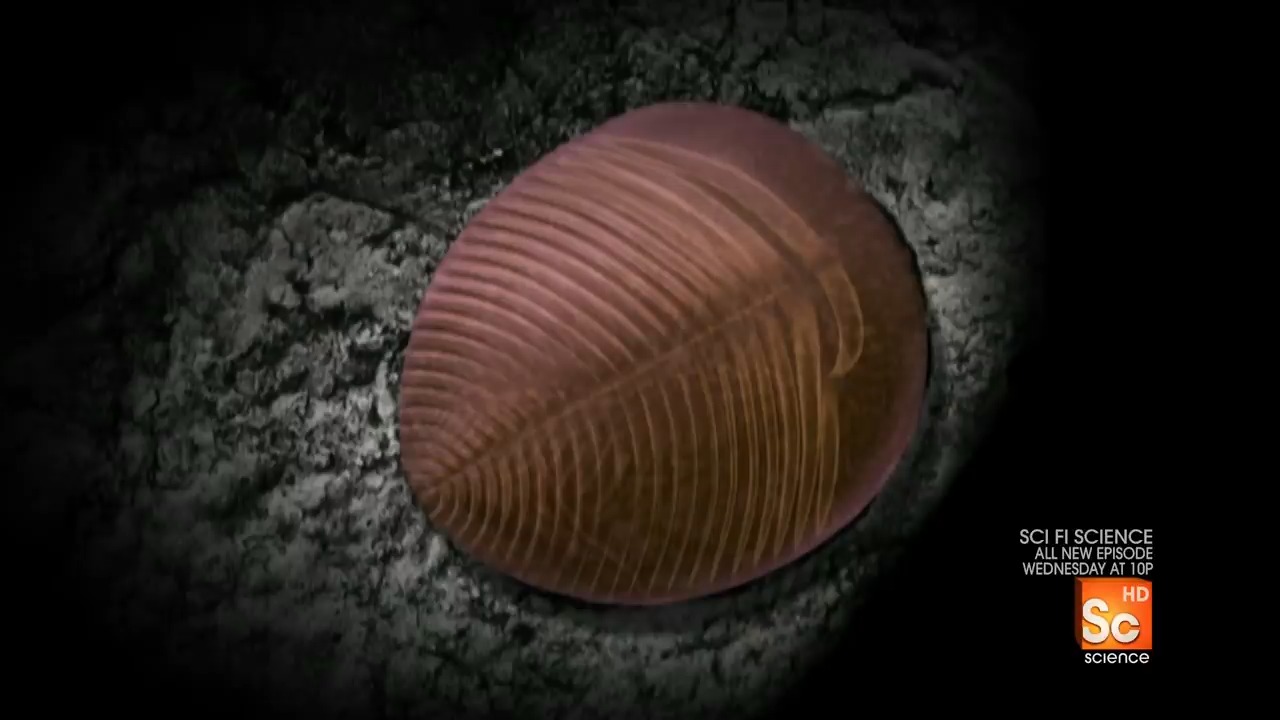 SCI FI SCIENCE
ALL NEW EPISODE
WEDNESDAY AT 10P
HD
Sc
science